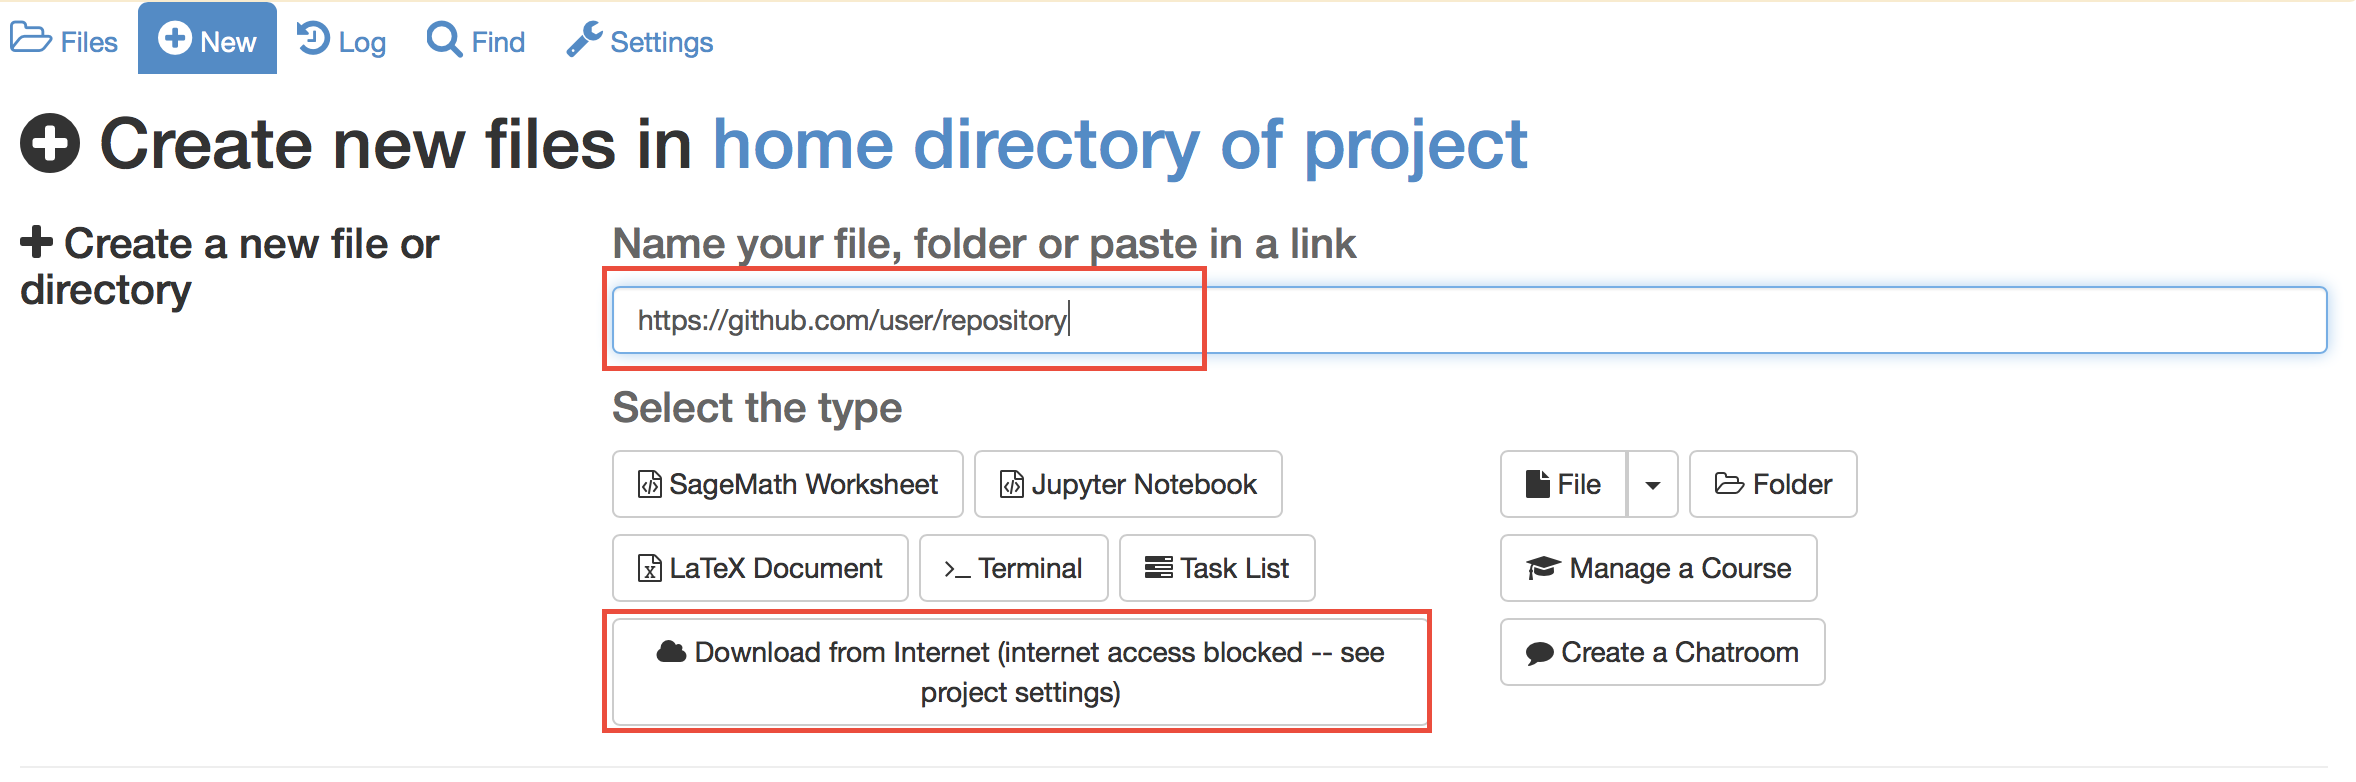 Files New Log Find Settings
Create new files in home directory of project
Create a new file or
directory
Name your file, folder or paste in a link
https://github.com/user/repository
Select the type
SageMath Worksheet Jupyter Notebook File Folder
LaTeX Document Terminal Task List Manage a Course
Download from Internet (internet access blocked -- see
project settings)
Create a Chatroom